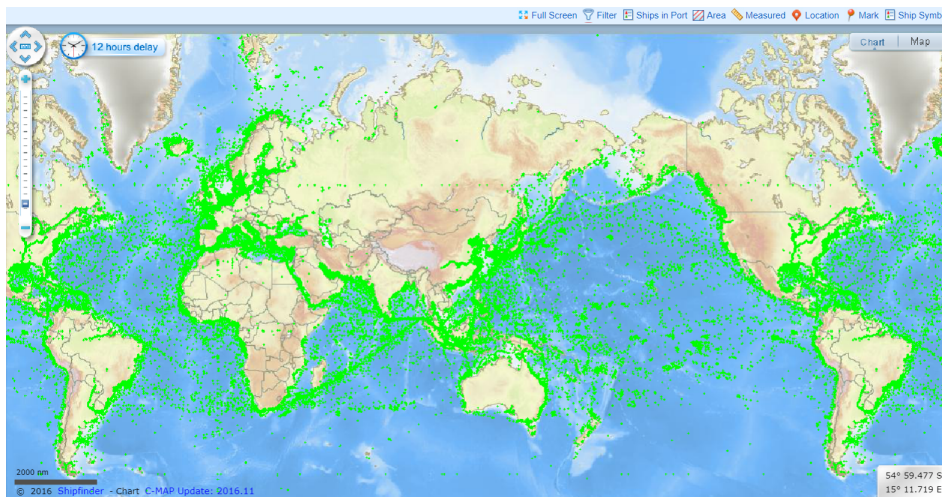 Full Screen Filter Ships in Port Area Measured Location Mark Ship Symb
12 hours delay
Chart Map
2000 nm
© 2016 Shipfinder - Chart C-MAP Update: 2016.11
54° 59.477 S
15° 11.719 E